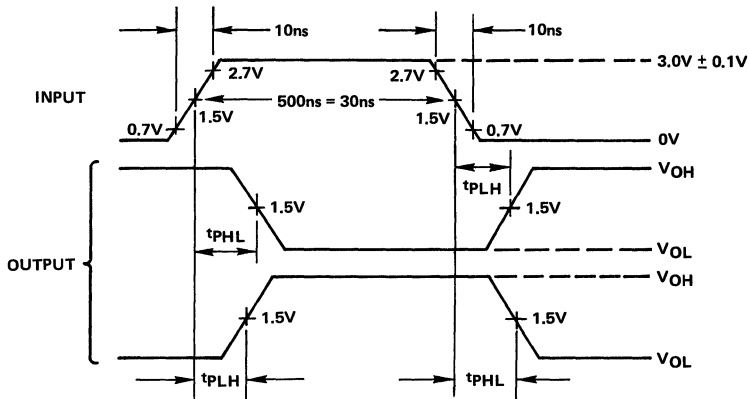 10ns 10ns
2.7V 2.7V 3.0V ± 0.1V
INPUT 500ns = 30ns
1.5V 1.5V
0.7V 0.7V 0V
tPLH VOH
1.5V 1.5V
tPHL
VOL
OUTPUT VOH
1.5V 1.5V
VOL
tPLH tPHL